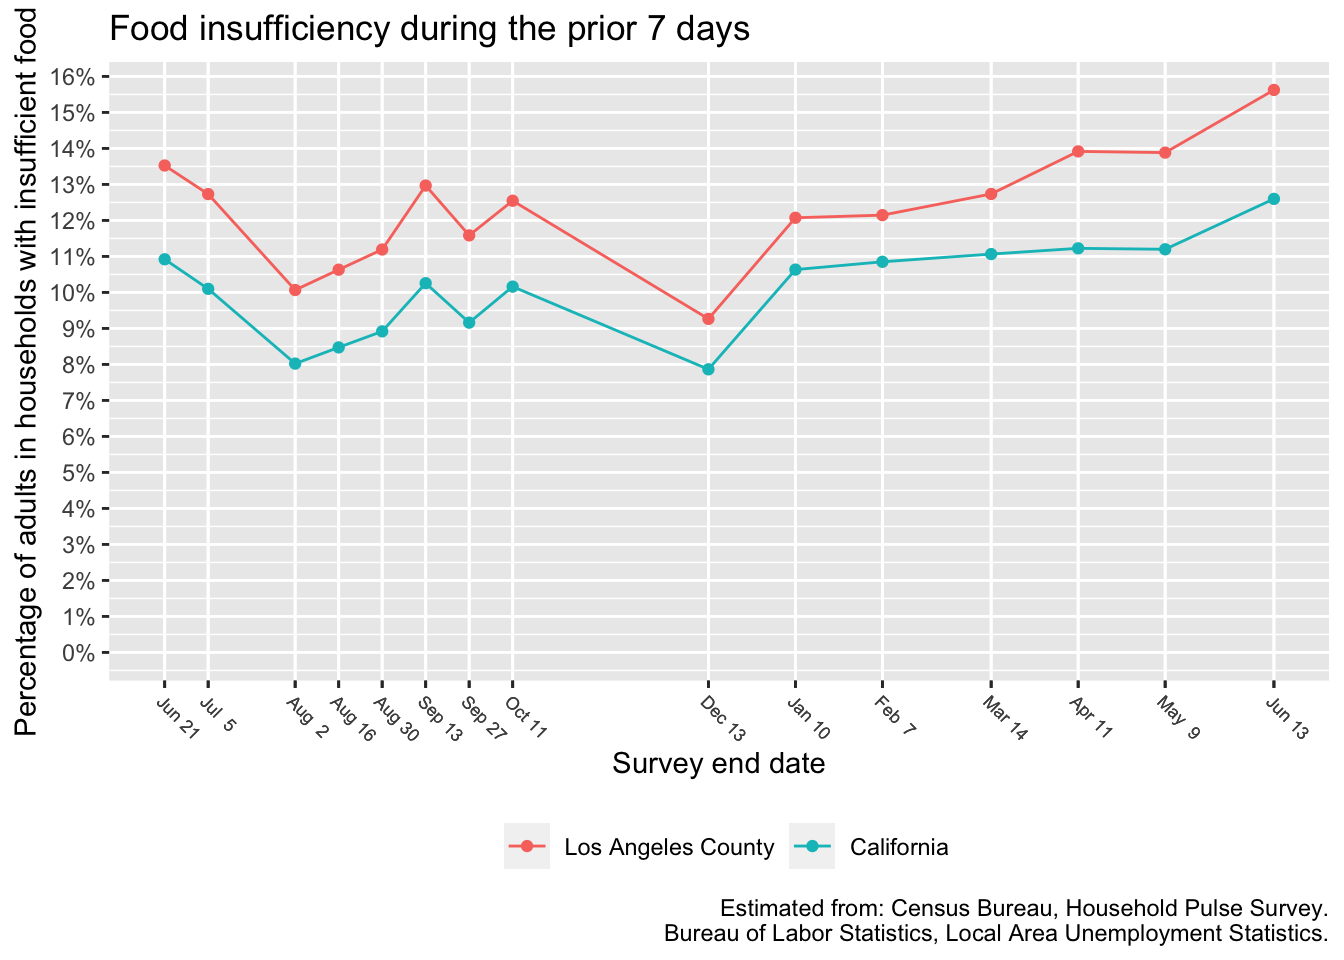 Food insufficiency during the prior 7 days
Percentage of adults in households with insufficient food
16%
15%
14%
13%
12%
11%
10%
9%
8%
7%
6%
5%
4%
3%
2%
1%
0%
Jun 21
Jul 5
Aug 2
Aug 16
Aug 30
Sep 13
Sep 27
Oct 11
Dec 13
Jan 10
Feb 7
Mar 14
Apr 11
May 9
Jun 13
Survey end date
Los Angeles County
California
Estimated from: Census Bureau, Household Pulse Survey.
Bureau of Labor Statistics, Local Area Unemployment Statistics.